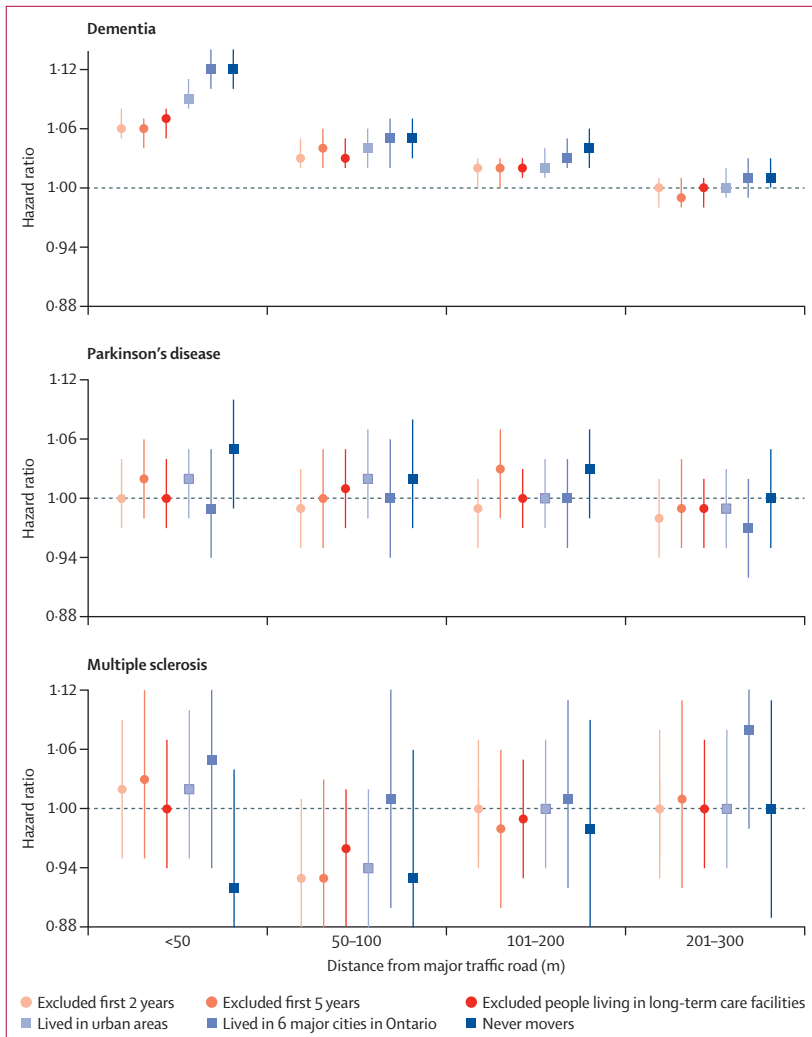 Dementia
1·12
1·06
1·00
0·94
0·88
Hazard ratio
Parkinson's disease
1·12
1·06
1·00
0·94
0·88
Hazard ratio
Multiple sclerosis
1·12
1·06
1·00
0·94
0·88
Hazard ratio
<50 50–100 101–200 201–300
Distance from major traffic road (m)
Excluded first 2 years Excluded first 5 years Excluded people living in long-term care facilities
Lived in urban areas Lived in 6 major cities in Ontario Never movers